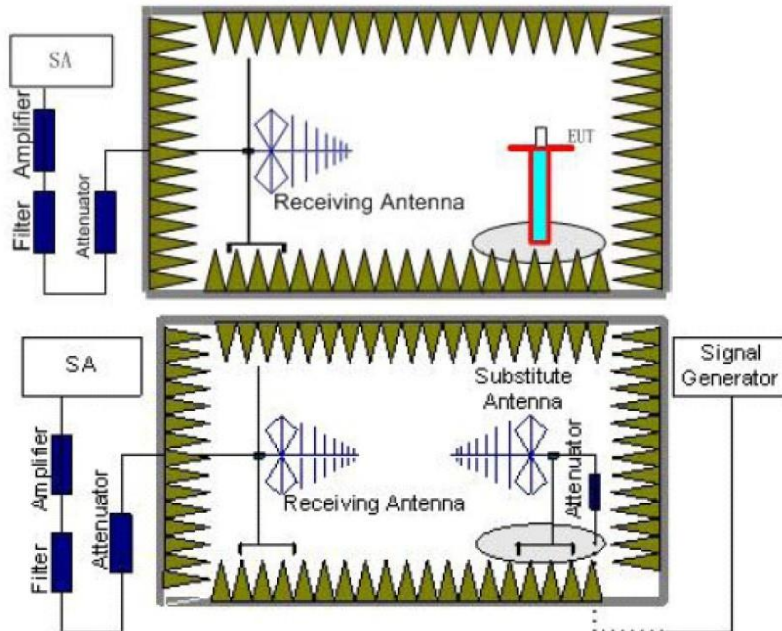 SA
Amplifier
Filter
Attenuator
Receiving Antenna
EUT
SA
Amplifier
Filter
Attenuator
Receiving Antenna
Substitute
Antenna
Attenuator
Signal
Generator